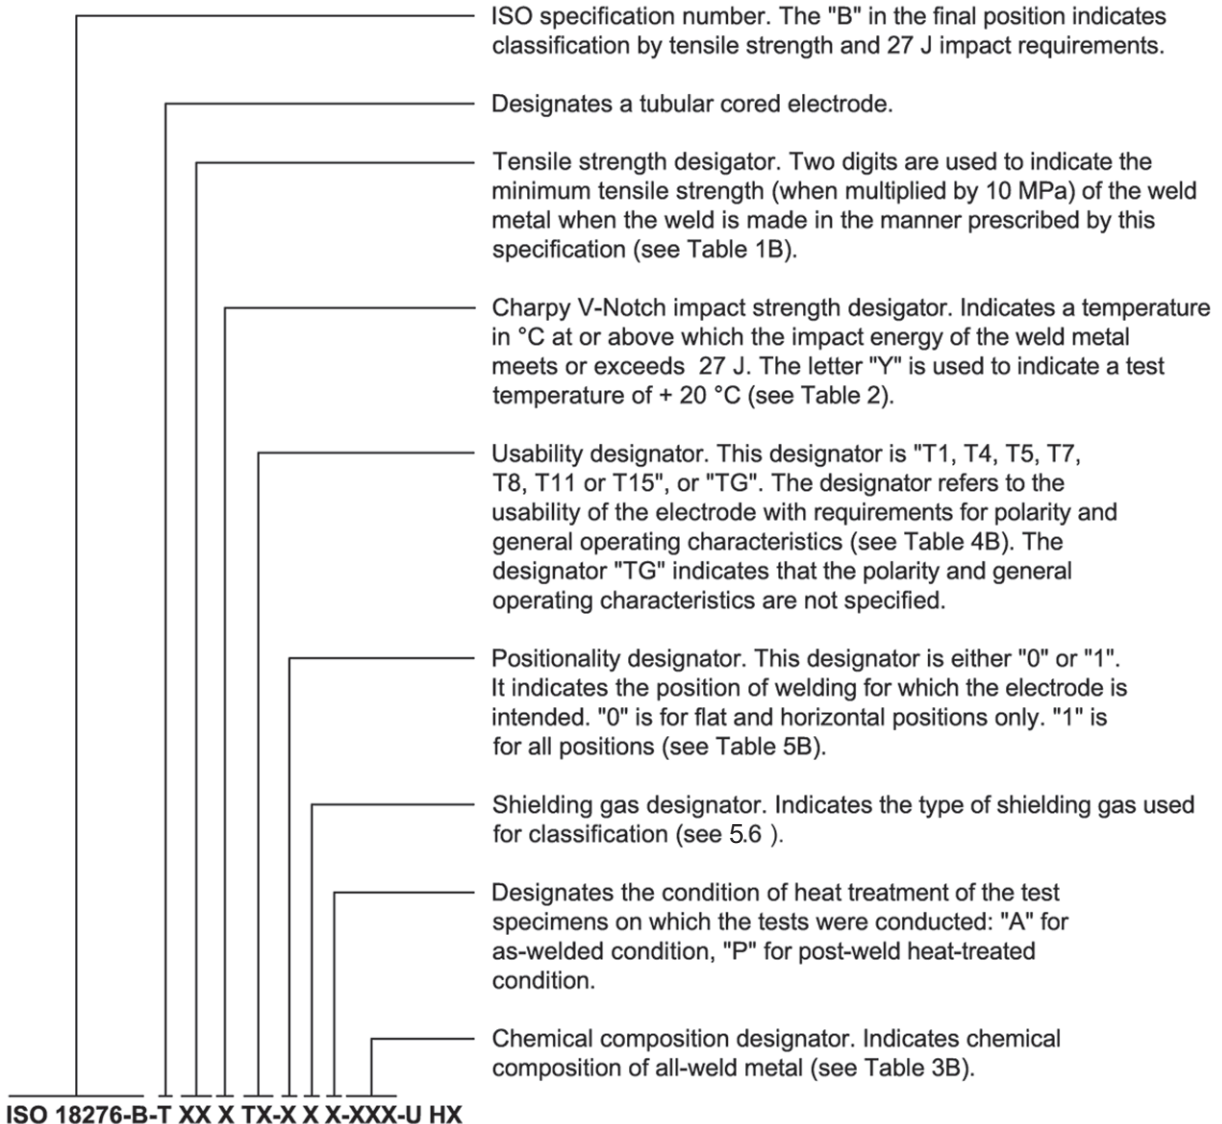 ISO specification number. The "B" in the final position indicates
classification by tensile strength and 27 J impact requirements.
Designates a tubular cored electrode.
Tensile strength desigator. Two digits are used to indicate the
minimum tensile strength (when multiplied by 10 MPa) of the weld
metal when the weld is made in the manner prescribed by this
specification (see Table 1B).
Charpy V-Notch impact strength desigator. Indicates a temperature
in °C at or above which the impact energy of the weld metal
meets or exceeds 27 J. The letter "Y" is used to indicate a test
temperature of + 20 °C (see Table 2).
Usability designator. This designator is "T1, T4, T5, T7,
T8, T11 or T15", or "TG". The designator refers to the
usability of the electrode with requirements for polarity and
general operating characteristics (see Table 4B). The
designator "TG" indicates that the polarity and general
operating characteristics are not specified.
Positionality designator. This designator is either "0" or "1".
It indicates the position of welding for which the electrode is
intended. "0" is for flat and horizontal positions only. "1" is
for all positions (see Table 5B).
Shielding gas designator. Indicates the type of shielding gas used
for classification (see 5.6 ).
Designates the condition of heat treatment of the test
specimens on which the tests were conducted: "A" for
as-welded condition, "P" for post-weld heat-treated
condition.
Chemical composition designator. Indicates chemical
composition of all-weld metal (see Table 3B).
ISO 18276-B-T XX X TX-X X X-XXX-U HX